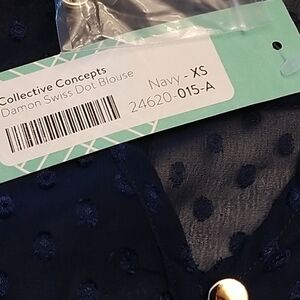 Collective Concepts
Damon Swiss Dot Blouse
Navy - XS
24620-015-A